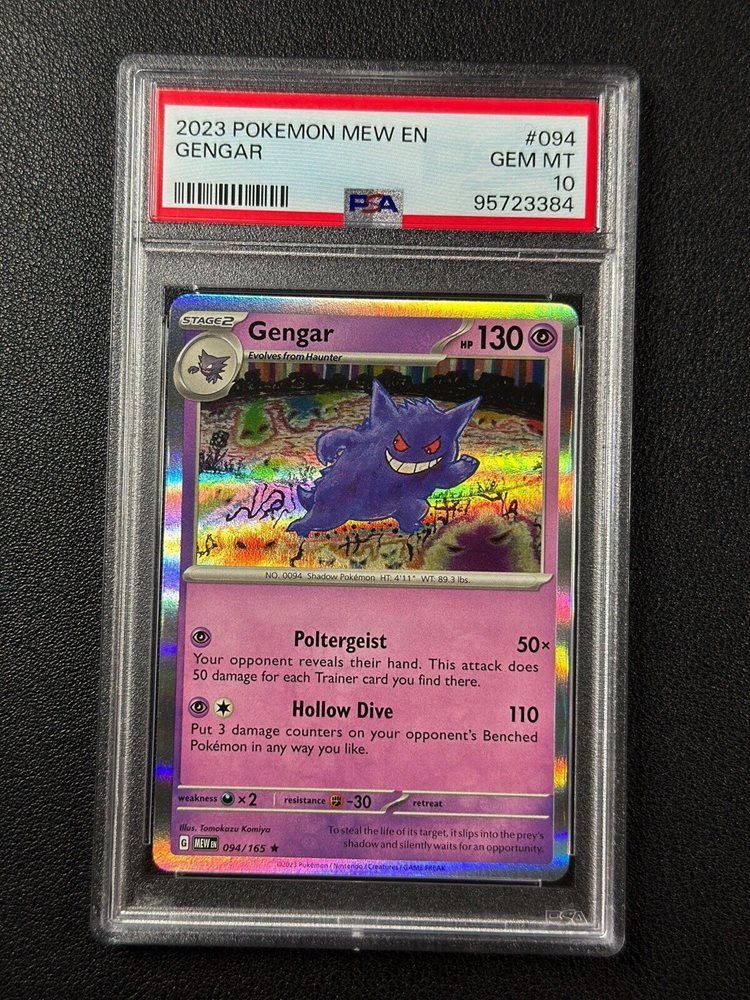 2023 POKEMON MEW EN #094
GENGAR GEM MT
10
PSA 95723384
STAGE2 Gengar HP 130
Evolves from Haunter
NO. 0094 Shadow Pokémon HT: 4'11" WT: 89.3 lbs.
Poltergeist 50×
Your opponent reveals their hand. This attack does
50 damage for each Trainer card you find there.
Hollow Dive 110
Put 3 damage counters on your opponent's Benched
Pokémon in any way you like.
weakness ×2 resistance -30 retreat
Illus. Tomokazu Komiya
To steal the life of its target, it slips into the prey's
shadow and silently waits for an opportunity.
G MEW EN 094/165 ★
©2023 Pokémon / Nintendo / Creatures / GAME FREAK
PSA